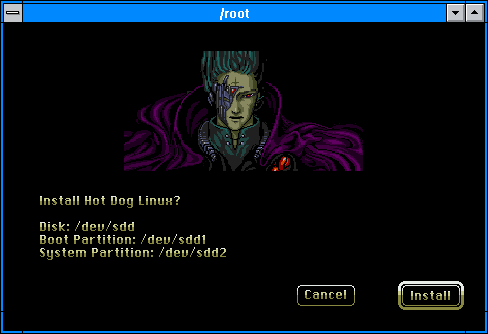 /root
Install Hot Dog Linux?
Disk: /dev/sdd
Boot Partition: /dev/sdd1
System Partition: /dev/sdd2
Cancel
Install